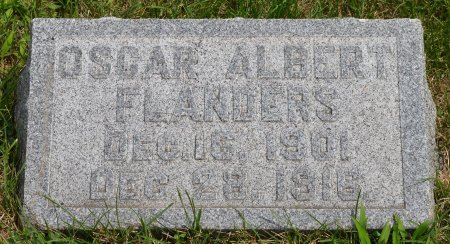 OSCAR ALBERT
FLANDERS
DEC. 16, 1901
DEC. 28, 1918.